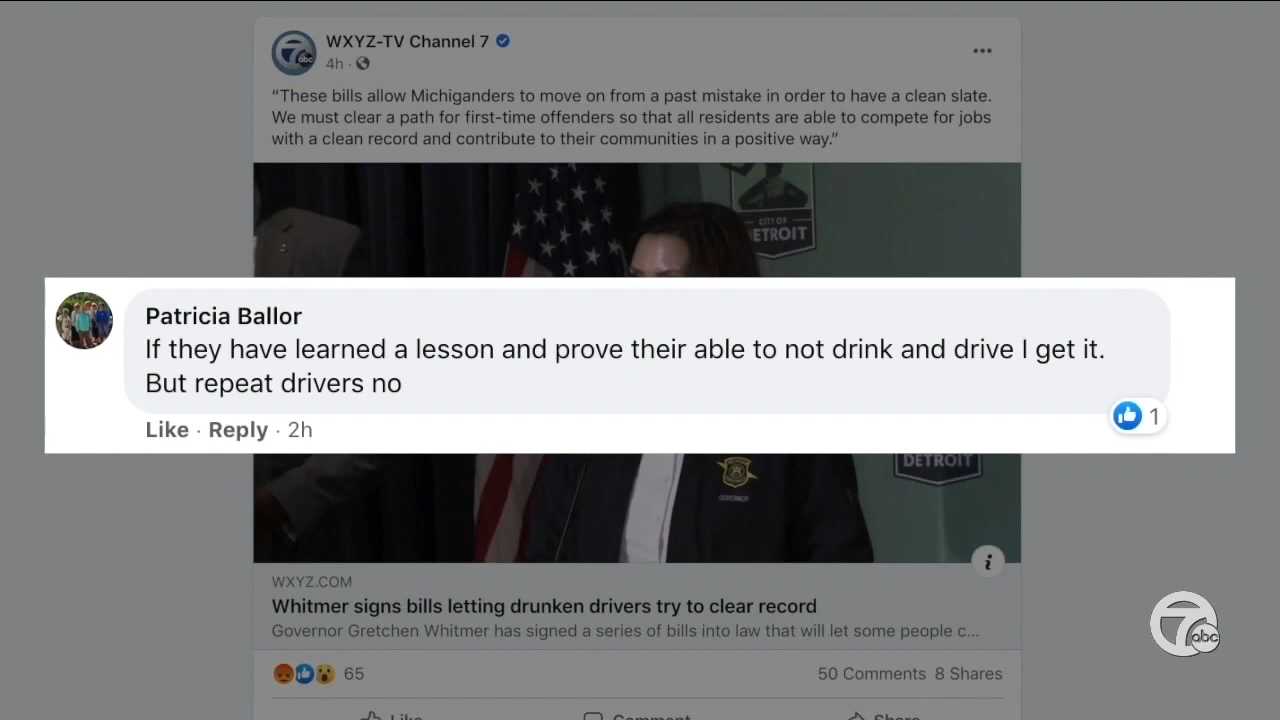 WXYZ-TV Channel 7
4h ·
“These bills allow Michiganders to move on from a past mistake in order to have a clean slate.
We must clear a path for first-time offenders so that all residents are able to compete for jobs
with a clean record and contribute to their communities in a positive way.”
CITY OF
DETROIT
Patricia Ballor
If they have learned a lesson and prove their able to not drink and drive I get it.
But repeat drivers no
Like · Reply · 2h
1
DETROIT
GOVERNOR
WXYZ.COM
Whitmer signs bills letting drunken drivers try to clear record
Governor Gretchen Whitmer has signed a series of bills into law that will let some people c...
65
50 Comments 8 Shares
Like Comment Share
7 abc